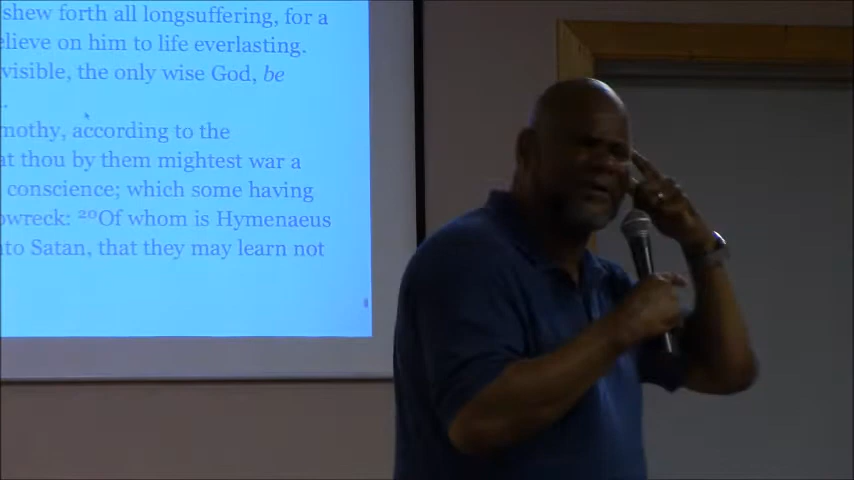 shew forth all longsuffering, for a
elieve on him to life everlasting.
visible, the only wise God, be
mothy, according to the
at thou by them mightest war a
conscience; which some having
owreck: ²⁰Of whom is Hymenaeus
nto Satan, that they may learn not